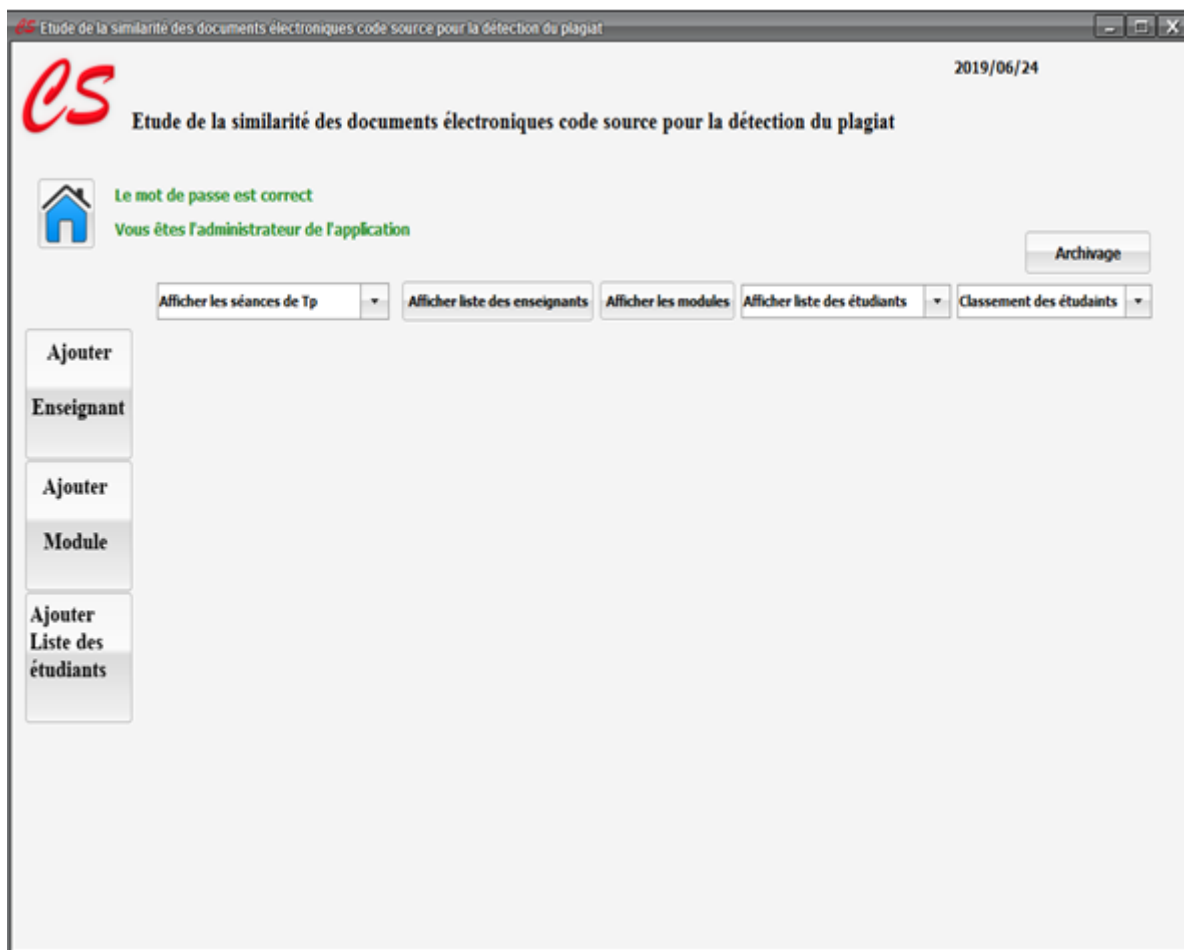 CS Etude de la similarité des documents électroniques code source pour la détection du plagiat
2019/06/24
CS
Etude de la similarité des documents électroniques code source pour la détection du plagiat
Le mot de passe est correct
Vous êtes l'administrateur de l'application
Archivage
Afficher les séances de Tp Afficher liste des enseignants Afficher les modules Afficher liste des étudiants Classement des étudaints
Ajouter
Enseignant
Ajouter
Module
Ajouter
Liste des
étudiants